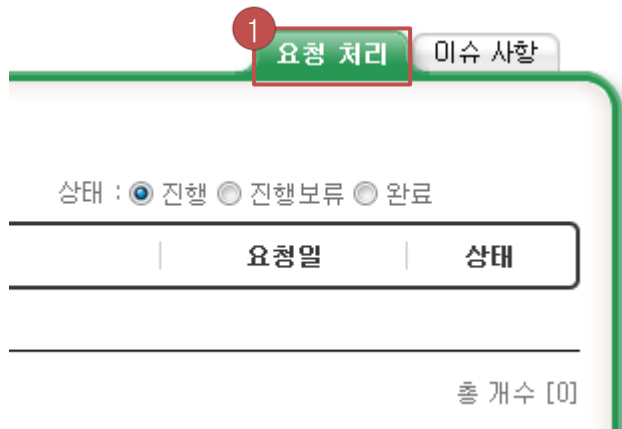 1
요청 처리 이슈 사항
상태 : 진행 진행보류 완료
요청일 상태
총 개수 [0]